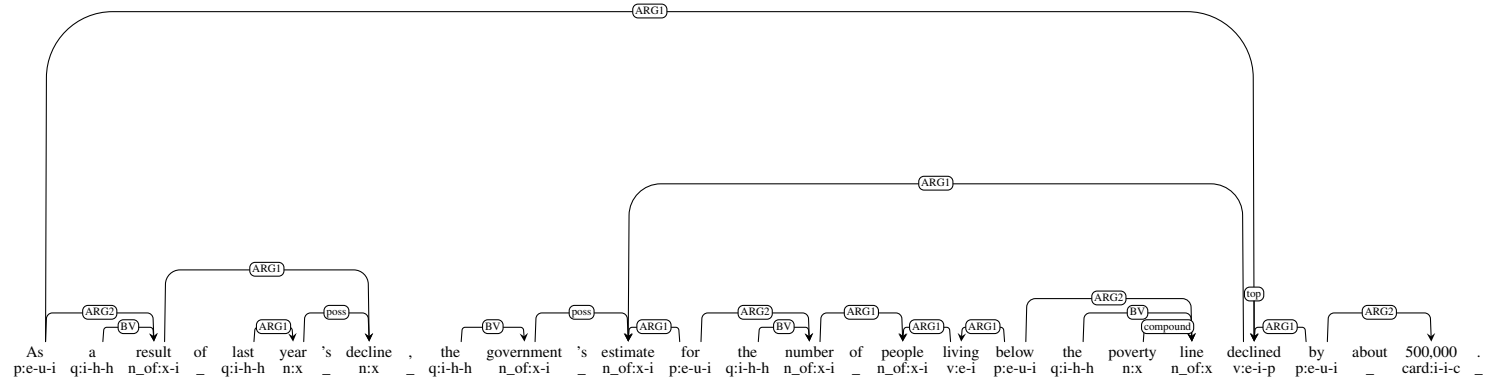 ARG1
ARG1
ARG1
top
ARG2 BV ARG1 poss BV poss ARG1 ARG2 BV ARG1 ARG1 ARG1 ARG2 BV compound ARG1 ARG2
As a result of last year 's decline , the government 's estimate for the number of people living below the poverty line declined by about 500,000 .
p:e-u-i q:i-h-h n_of:x-i _ q:i-h-h n:x _ n:x _ q:i-h-h n_of:x-i _ n_of:x-i p:e-u-i q:i-h-h n_of:x-i _ n_of:x-i v:e-i p:e-u-i q:i-h-h n:x n_of:x v:e-i-p p:e-u-i _ card:i-i-c _